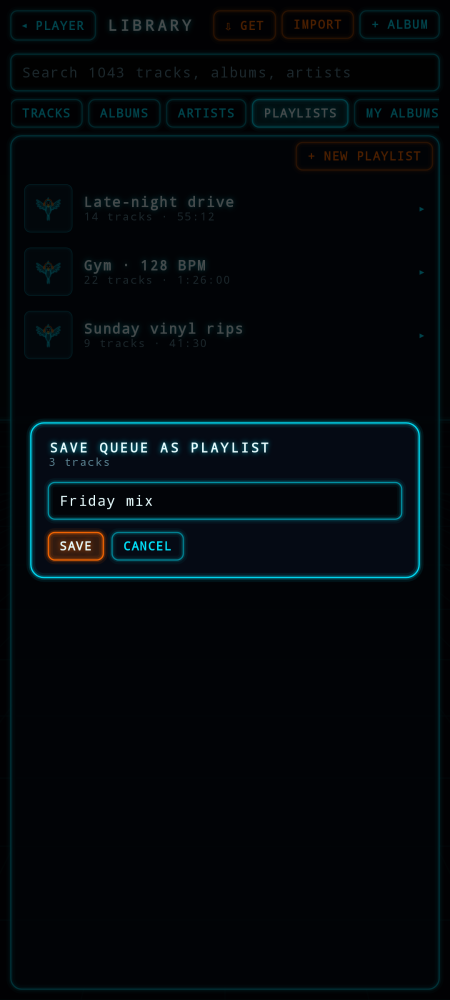 ◂ PLAYER
LIBRARY
⇩ GET
IMPORT
+ ALBUM
Search 1043 tracks, albums, artists
TRACKS
ALBUMS
ARTISTS
PLAYLISTS
MY ALBUMS
+ NEW PLAYLIST
Late-night drive
14 tracks · 55:12
▸
Gym · 128 BPM
22 tracks · 1:26:00
▸
Sunday vinyl rips
9 tracks · 41:30
▸
SAVE QUEUE AS PLAYLIST
3 tracks
Friday mix
SAVE
CANCEL